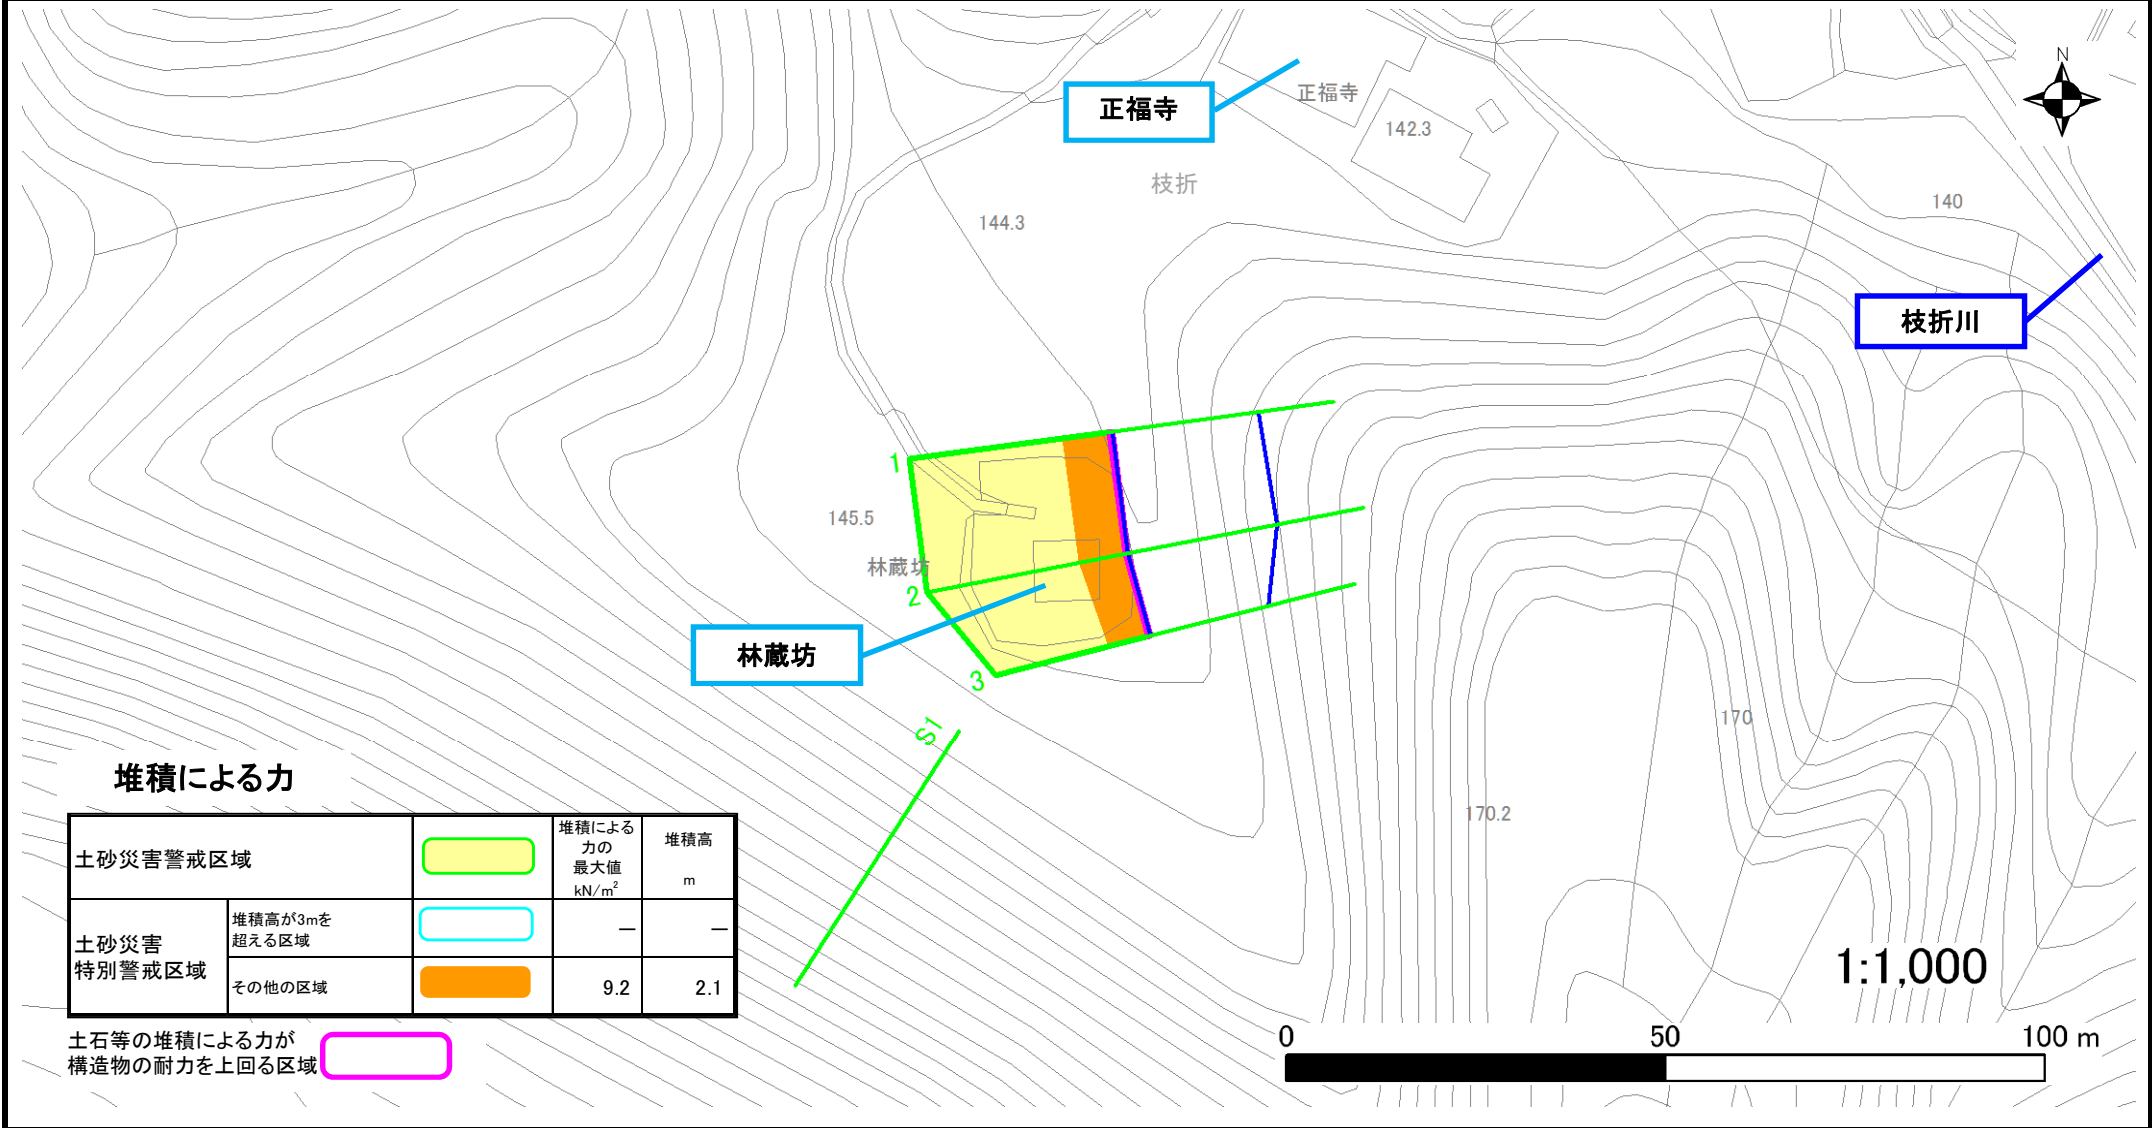 N
正福寺
正福寺
142.3
枝折
140
144.3
枝折川
1
145.5
林蔵坊
2
林蔵坊
3
S1
170
170.2
堆積による力
土砂災害警戒区域
堆積による
力の
最大値
kN/m²
堆積高
m
土砂災害
特別警戒区域
堆積高が3mを
超える区域
― ―
その他の区域
9.2 2.1
土石等の堆積による力が
構造物の耐力を上回る区域
1:1,000
0 50 100 m